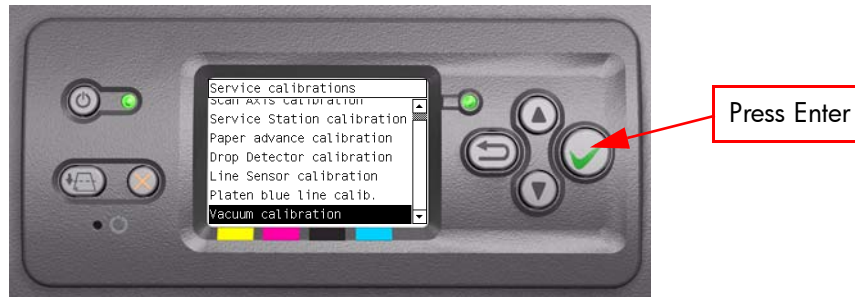 Service calibrations
Scan Axis calibration
Service Station calibration
Paper advance calibration
Drop Detector calibration
Line Sensor calibration
Platen blue line calib.
Vacuum calibration
Press Enter